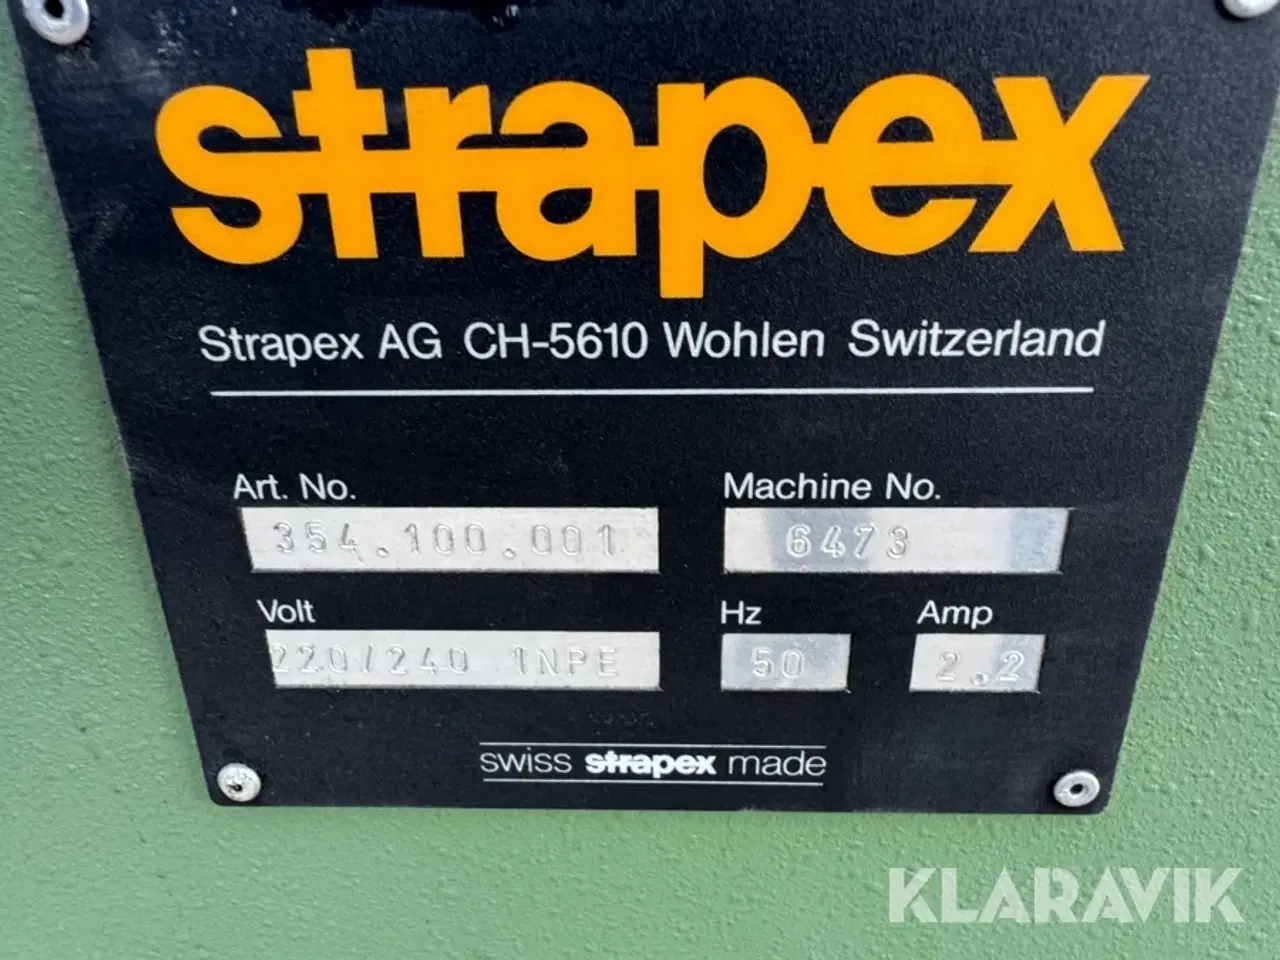 strapex
Strapex AG CH-5610 Wohlen Switzerland
Art. No. Machine No.
354.100.001 6473
Volt Hz Amp
220/240 1NPE 50 2.2
swiss strapex made
KLARAVIK